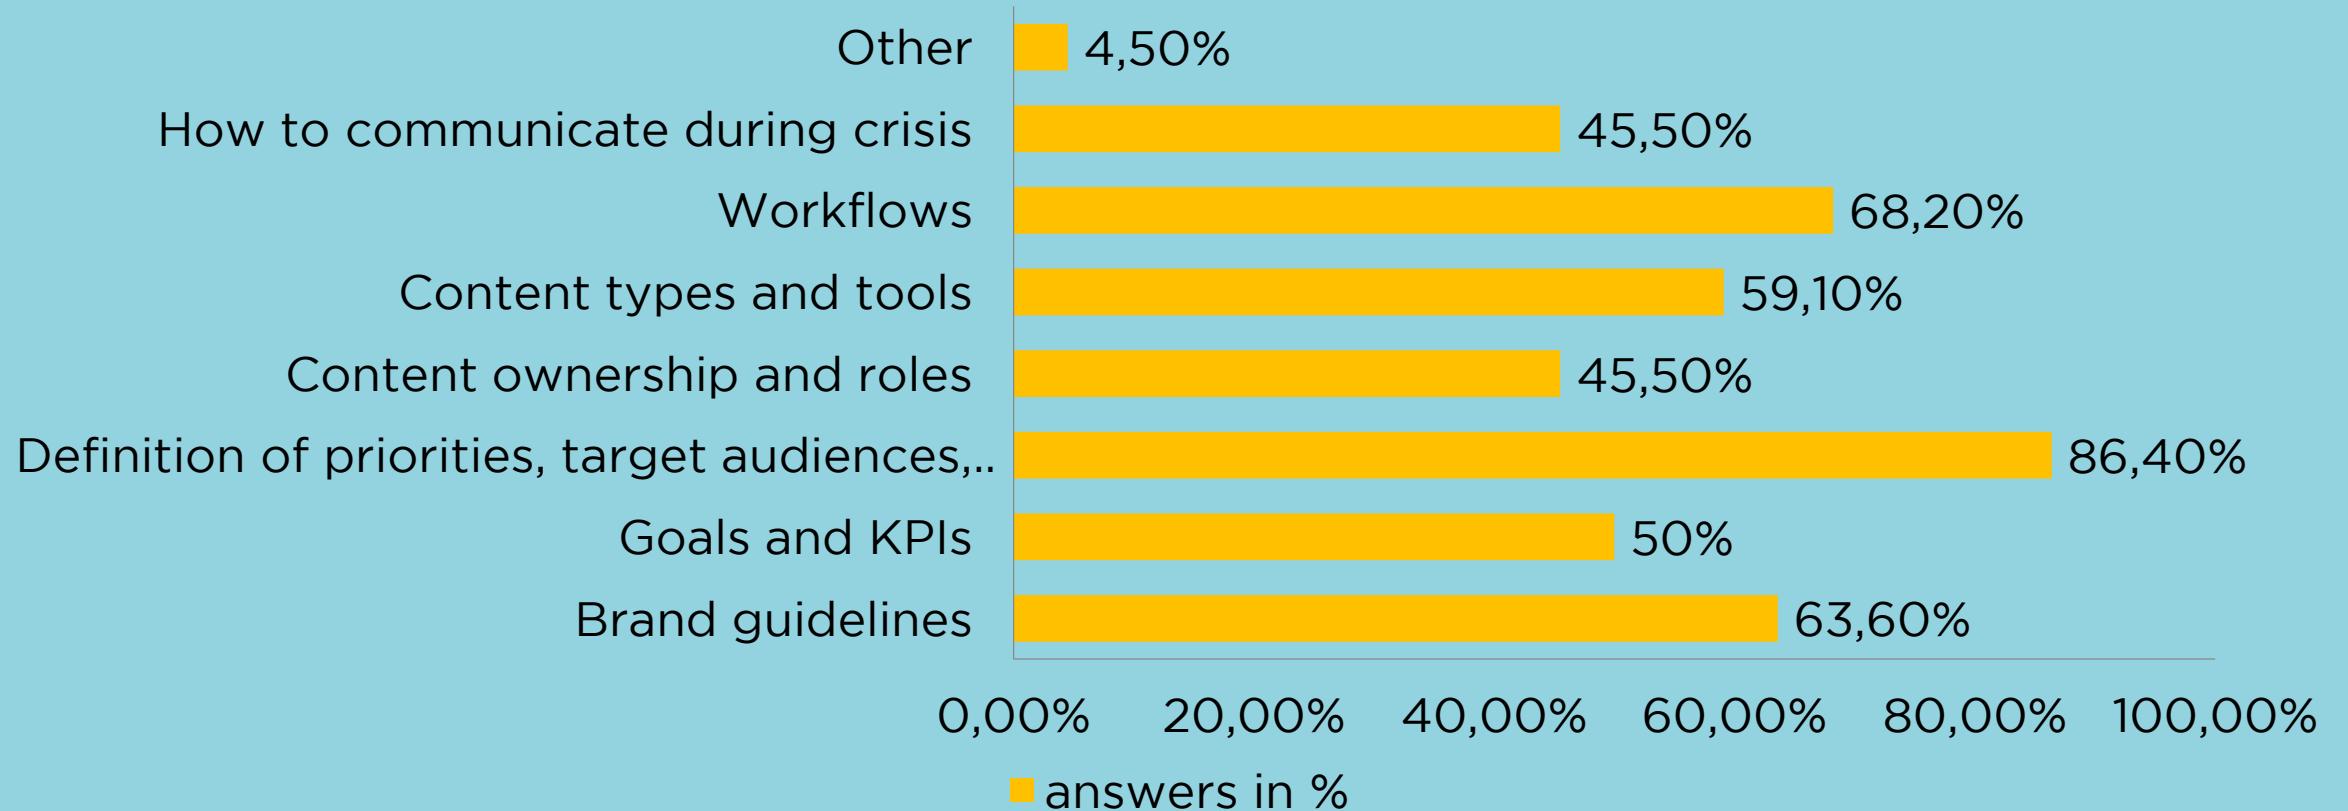 Other 4,50%
How to communicate during crisis 45,50%
Workflows 68,20%
Content types and tools 59,10%
Content ownership and roles 45,50%
Definition of priorities, target audiences,.. 86,40%
Goals and KPIs 50%
Brand guidelines 63,60%
0,00% 20,00% 40,00% 60,00% 80,00% 100,00%
answers in %